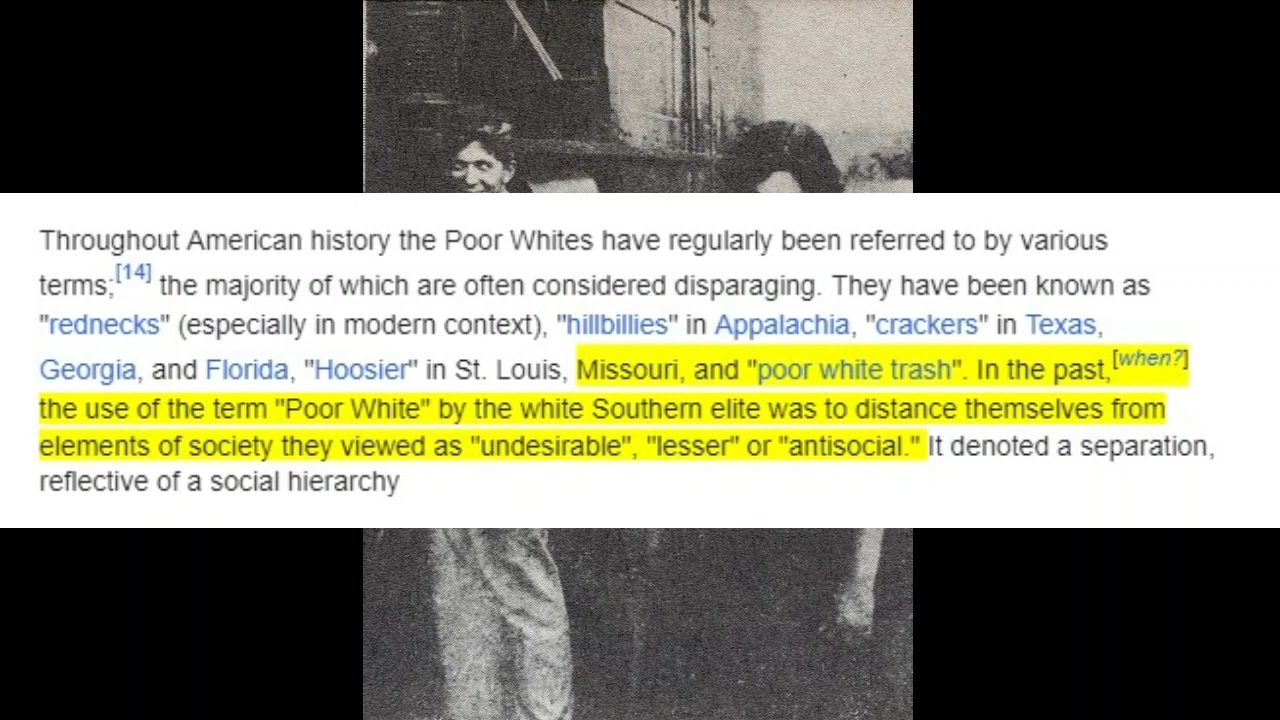 Throughout American history the Poor Whites have regularly been referred to by various
terms;[14] the majority of which are often considered disparaging. They have been known as
"rednecks" (especially in modern context), "hillbillies" in Appalachia, "crackers" in Texas,
Georgia, and Florida, "Hoosier" in St. Louis, Missouri, and "poor white trash". In the past,[when?]
the use of the term "Poor White" by the white Southern elite was to distance themselves from
elements of society they viewed as "undesirable", "lesser" or "antisocial." It denoted a separation,
reflective of a social hierarchy